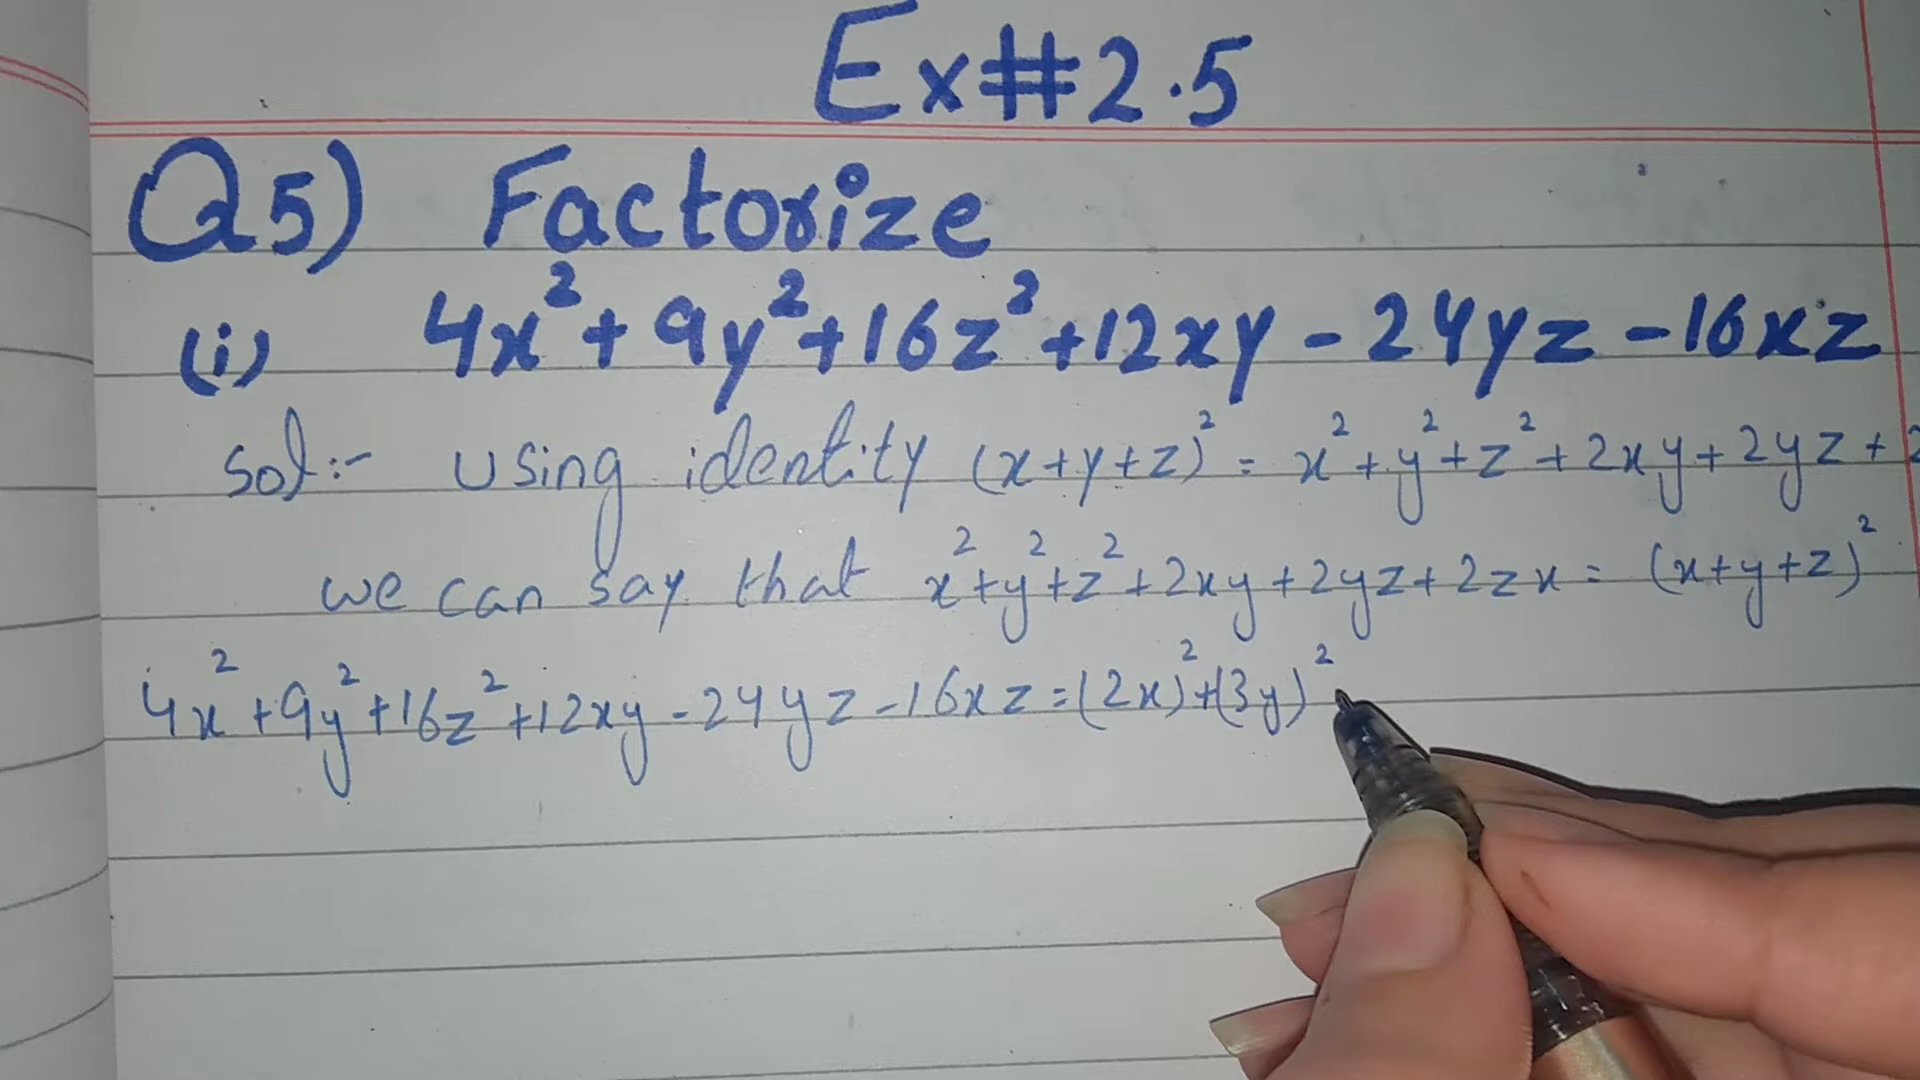 Ex#2.5
Q5) Factorize
(i) 4x²+9y²+16z²+12xy-24yz-16xz
Sol:- Using identity (x+y+z)² = x²+y²+z²+2xy+2yz+2
we can say that x²+y²+z²+2xy+2yz+2zx = (x+y+z)²
4x²+9y²+16z²+12xy-24yz-16xz=(2x)²+(3y)²